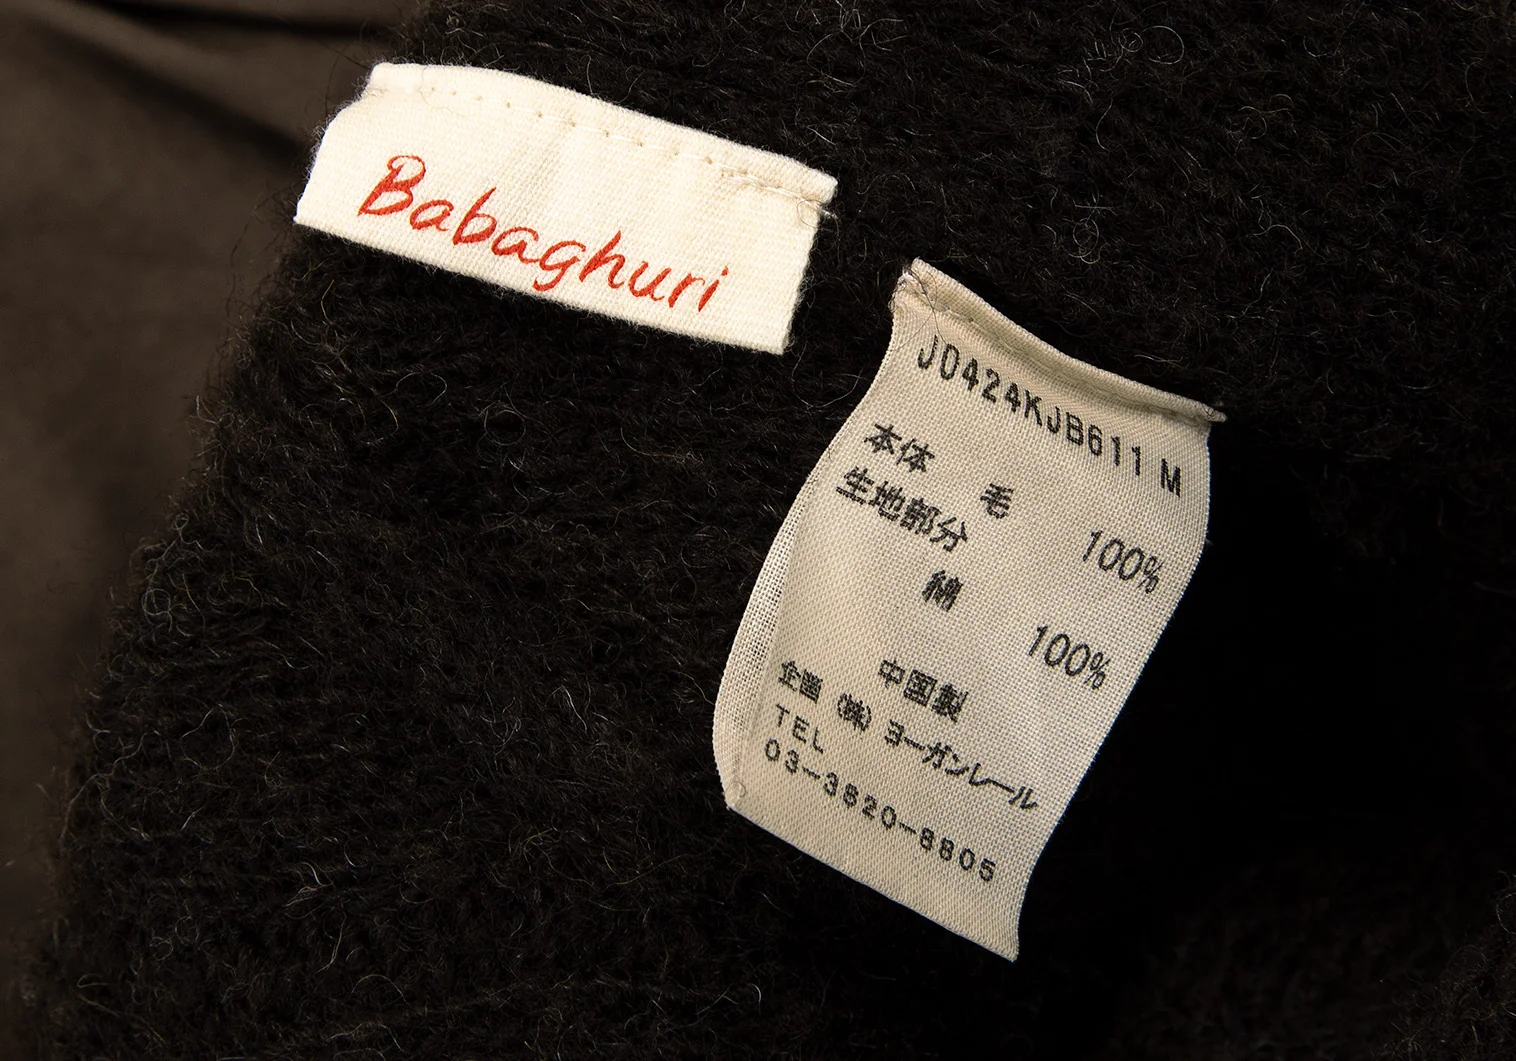 Babaghuri
J0424KJB611 M
本体 毛 100%
生地部分
綿 100%
中国製
企画 (株) ヨーガンレール
TEL
03-3820-8805